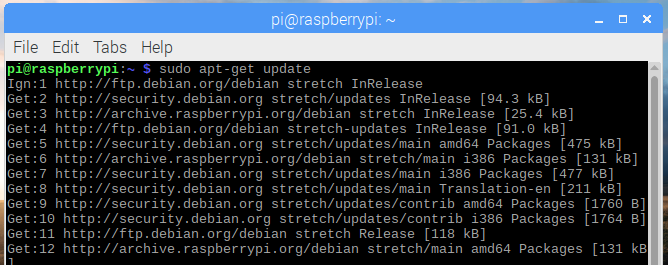 pi@raspberrypi: ~
File Edit Tabs Help
pi@raspberrypi:~ $ sudo apt-get update
Ign:1 http://ftp.debian.org/debian stretch InRelease
Get:2 http://security.debian.org stretch/updates InRelease [94.3 kB]
Get:3 http://archive.raspberrypi.org/debian stretch InRelease [25.4 kB]
Get:4 http://ftp.debian.org/debian stretch-updates InRelease [91.0 kB]
Get:5 http://security.debian.org stretch/updates/main amd64 Packages [475 kB]
Get:6 http://archive.raspberrypi.org/debian stretch/main i386 Packages [131 kB]
Get:7 http://security.debian.org stretch/updates/main i386 Packages [477 kB]
Get:8 http://security.debian.org stretch/updates/main Translation-en [211 kB]
Get:9 http://security.debian.org stretch/updates/contrib amd64 Packages [1760 B]
Get:10 http://security.debian.org stretch/updates/contrib i386 Packages [1764 B]
Get:11 http://ftp.debian.org/debian stretch Release [118 kB]
Get:12 http://archive.raspberrypi.org/debian stretch/main amd64 Packages [131 kB
]